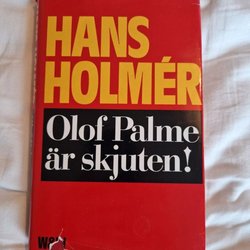 HANS
HOLMÉR
Olof Palme
är skjuten!